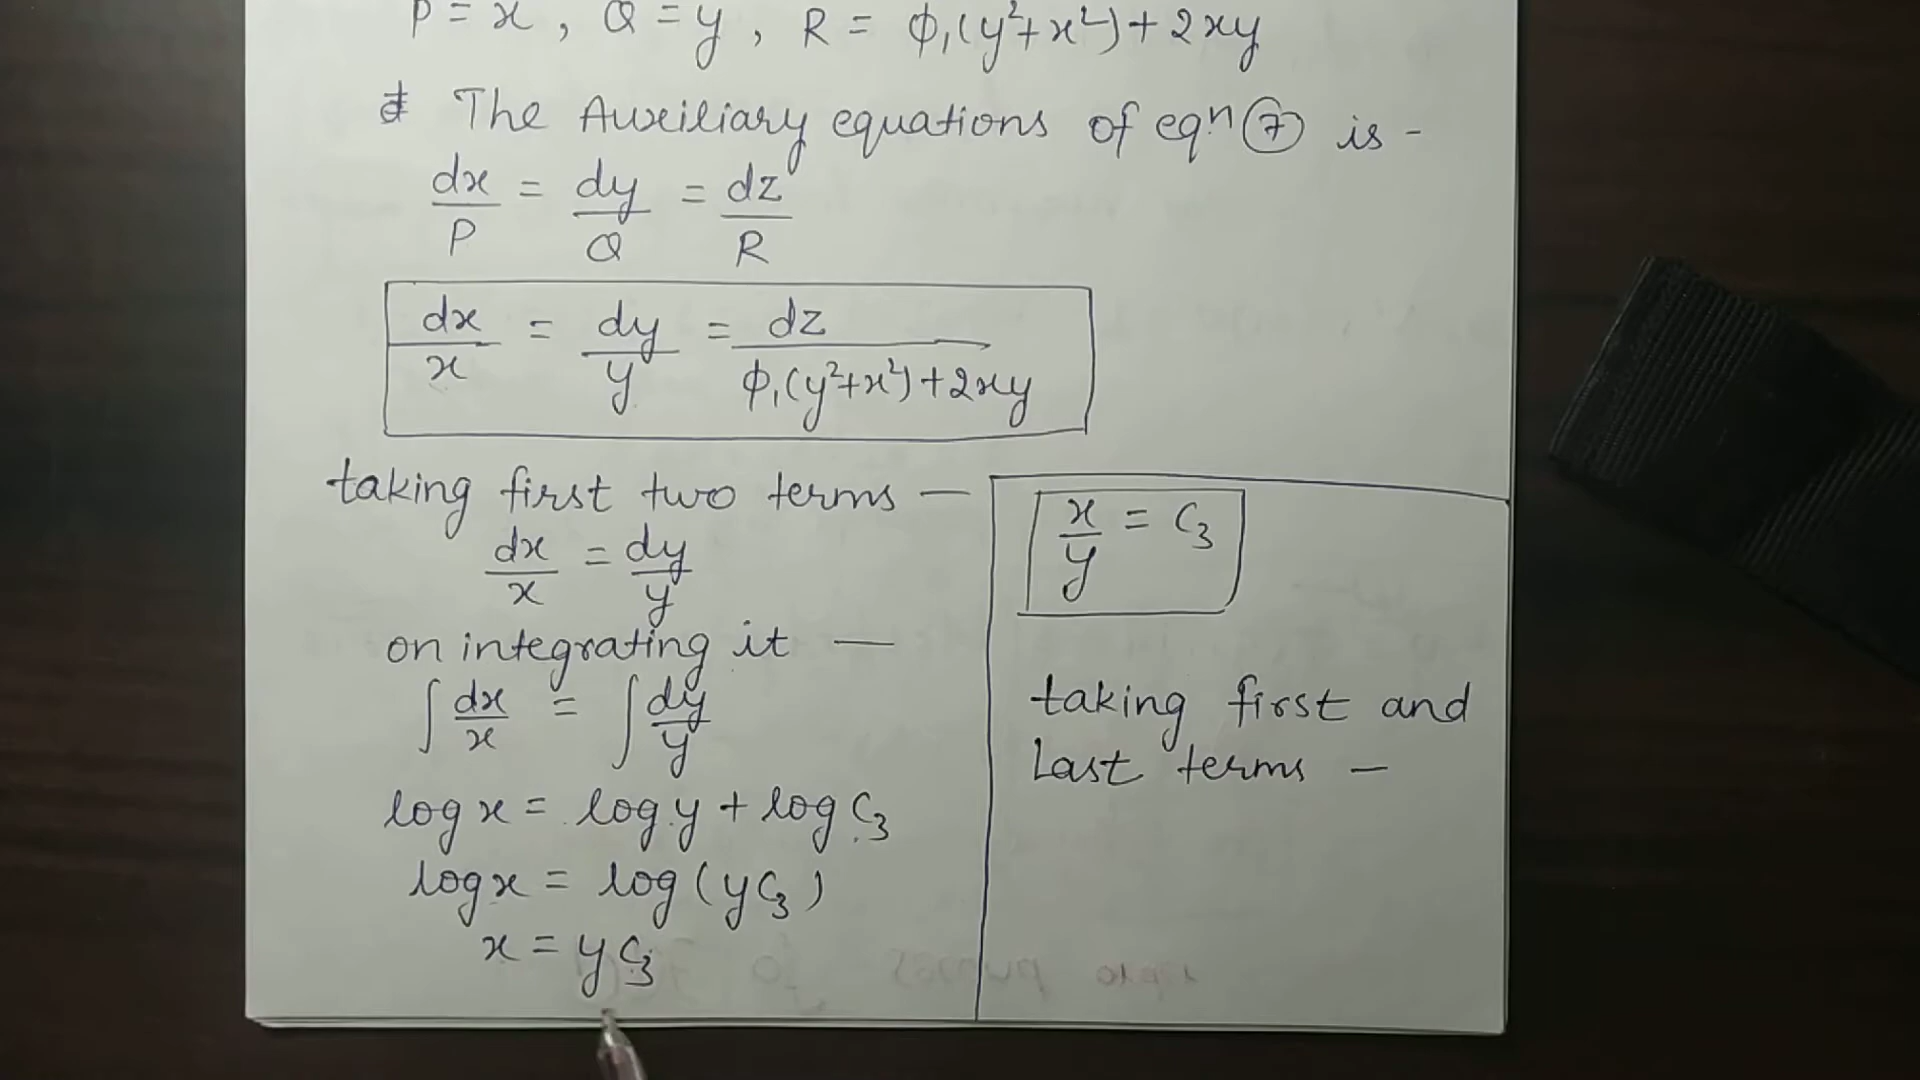 P = x , Q = y , R = ϕ₁(y²+x²)+2xy
The Auxiliary equations of eqⁿ ⑦ is -
dx/P = dy/Q = dz/R
dx/x = dy/y = dz/ϕ₁(y²+x²)+2xy
taking first two terms —
dx/x = dy/y
on integrating it —
∫ dx/x = ∫ dy/y
log x = log y + log C₃
log x = log (y C₃)
x = y C₃
x/y = C₃
taking first and
Last terms —